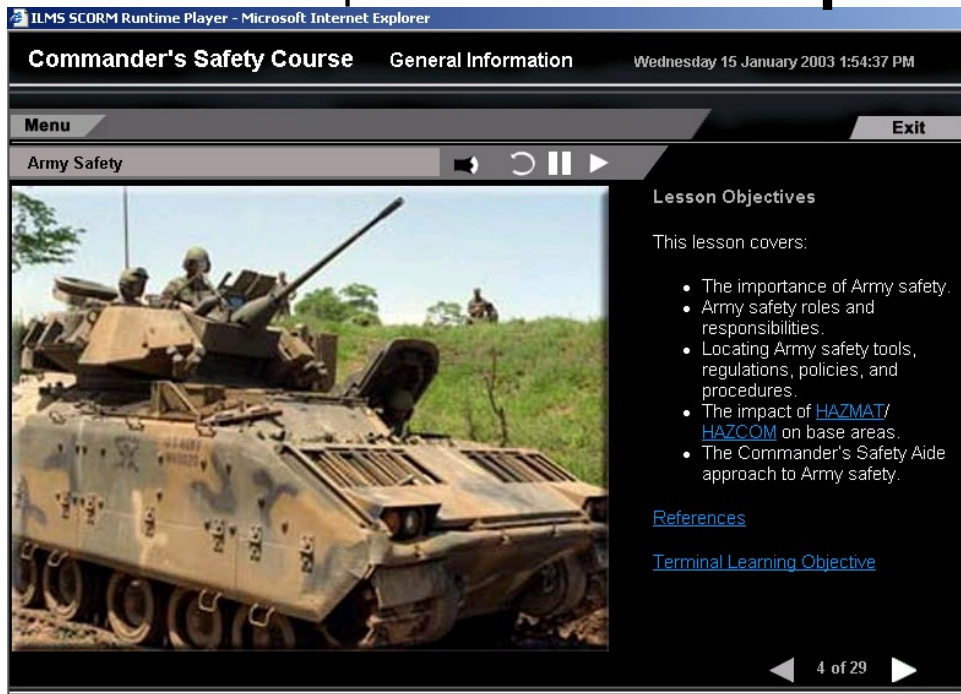 ILMS SCORM Runtime Player - Microsoft Internet Explorer
Commander's Safety Course
General Information
Wednesday 15 January 2003 1:54:37 PM
Menu
Exit
Army Safety
Lesson Objectives
This lesson covers:
• The importance of Army safety.
• Army safety roles and
responsibilities.
• Locating Army safety tools,
regulations, policies, and
procedures.
• The impact of HAZMAT/
HAZCOM on base areas.
• The Commander's Safety Aide
approach to Army safety.
References
Terminal Learning Objective
4 of 29